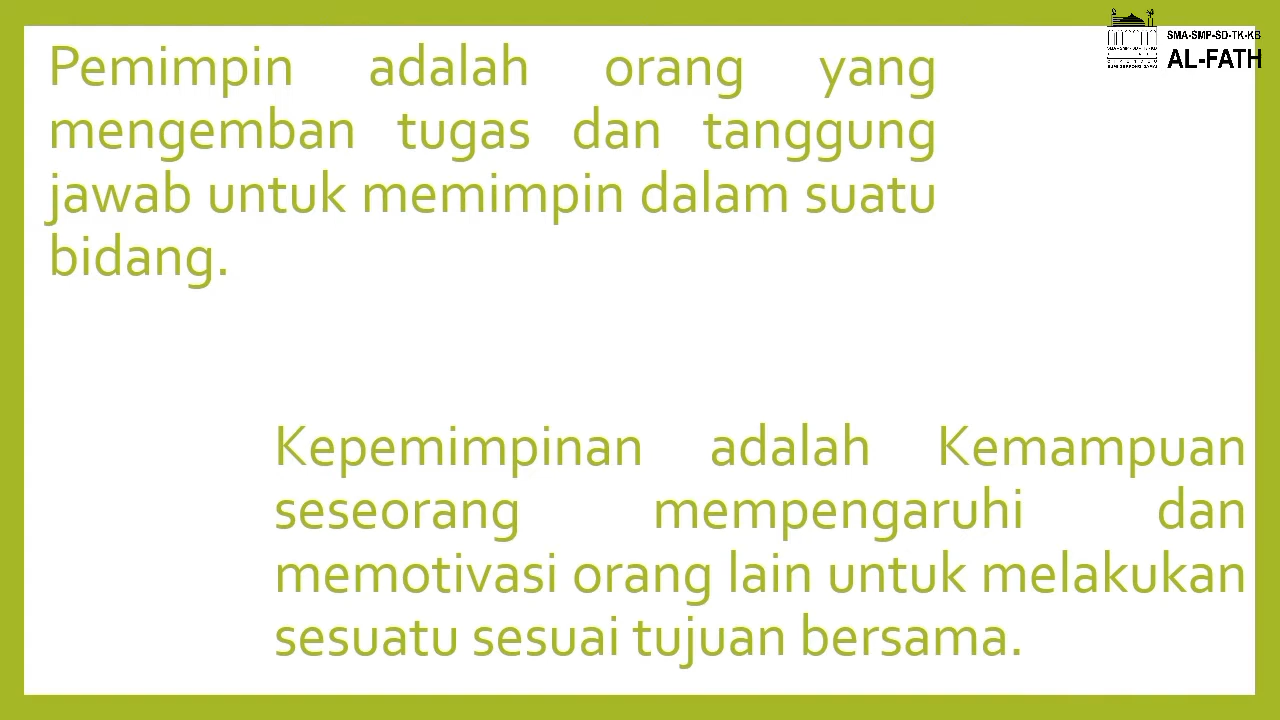 SMA-SMP-SD-TK-KB
AL-FATH
Pemimpin adalah orang yang
mengemban tugas dan tanggung
jawab untuk memimpin dalam suatu
bidang.
Kepemimpinan adalah Kemampuan
seseorang mempengaruhi dan
memotivasi orang lain untuk melakukan
sesuatu sesuai tujuan bersama.